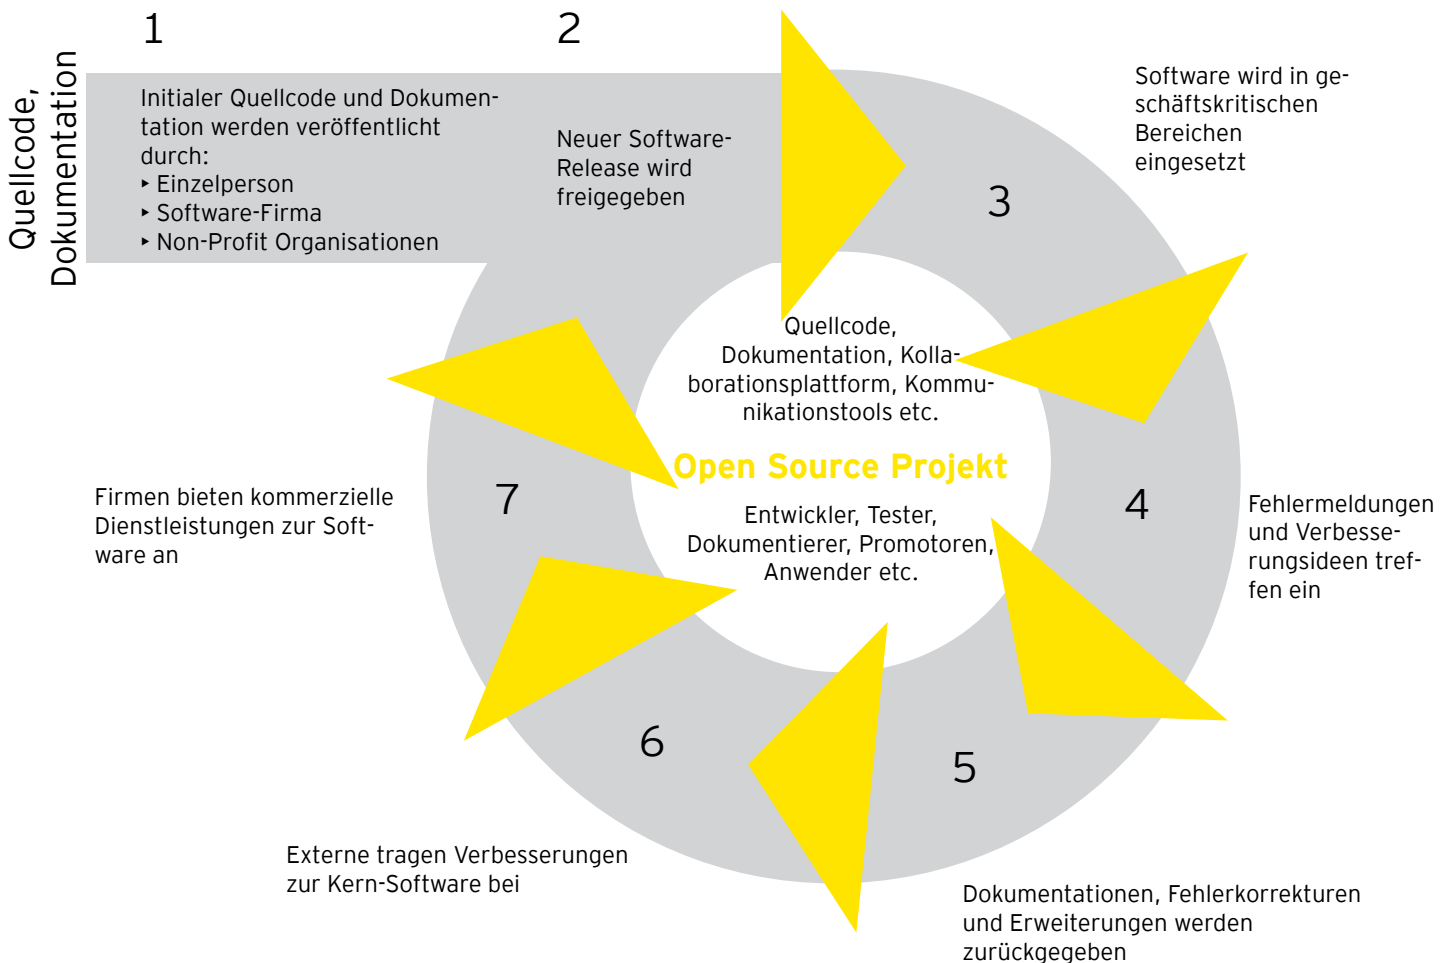 Quellcode,
Dokumentation
1
Initialer Quellcode und Dokumen-
tation werden veröffentlicht
durch:
‣ Einzelperson
‣ Software-Firma
‣ Non-Profit Organisationen
2
Neuer Software-
Release wird
freigegeben
3
Software wird in ge-
schäftskritischen
Bereichen
eingesetzt
4
Fehlermeldungen
und Verbesse-
rungsideen tref-
fen ein
5
Dokumentationen, Fehlerkorrekturen
und Erweiterungen werden
zurückgegeben
6
Externe tragen Verbesserungen
zur Kern-Software bei
7
Firmen bieten kommerzielle
Dienstleistungen zur Soft-
ware an
Quellcode,
Dokumentation, Kolla-
borationsplattform, Kommu-
nikationstools etc.
Open Source Projekt
Entwickler, Tester,
Dokumentierer, Promotoren,
Anwender etc.